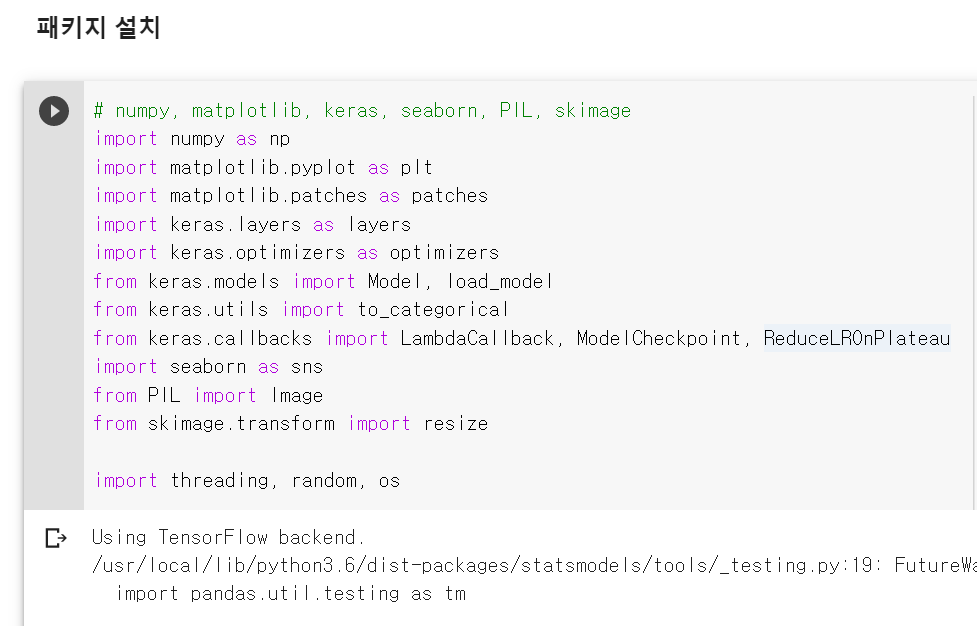 패키지 설치
# numpy, matplotlib, keras, seaborn, PIL, skimage
import numpy as np
import matplotlib.pyplot as plt
import matplotlib.patches as patches
import keras.layers as layers
import keras.optimizers as optimizers
from keras.models import Model, load_model
from keras.utils import to_categorical
from keras.callbacks import LambdaCallback, ModelCheckpoint, ReduceLROnPlateau
import seaborn as sns
from PIL import Image
from skimage.transform import resize
import threading, random, os
Using TensorFlow backend.
/usr/local/lib/python3.6/dist-packages/statsmodels/tools/_testing.py:19:
import pandas.util.testing as tm